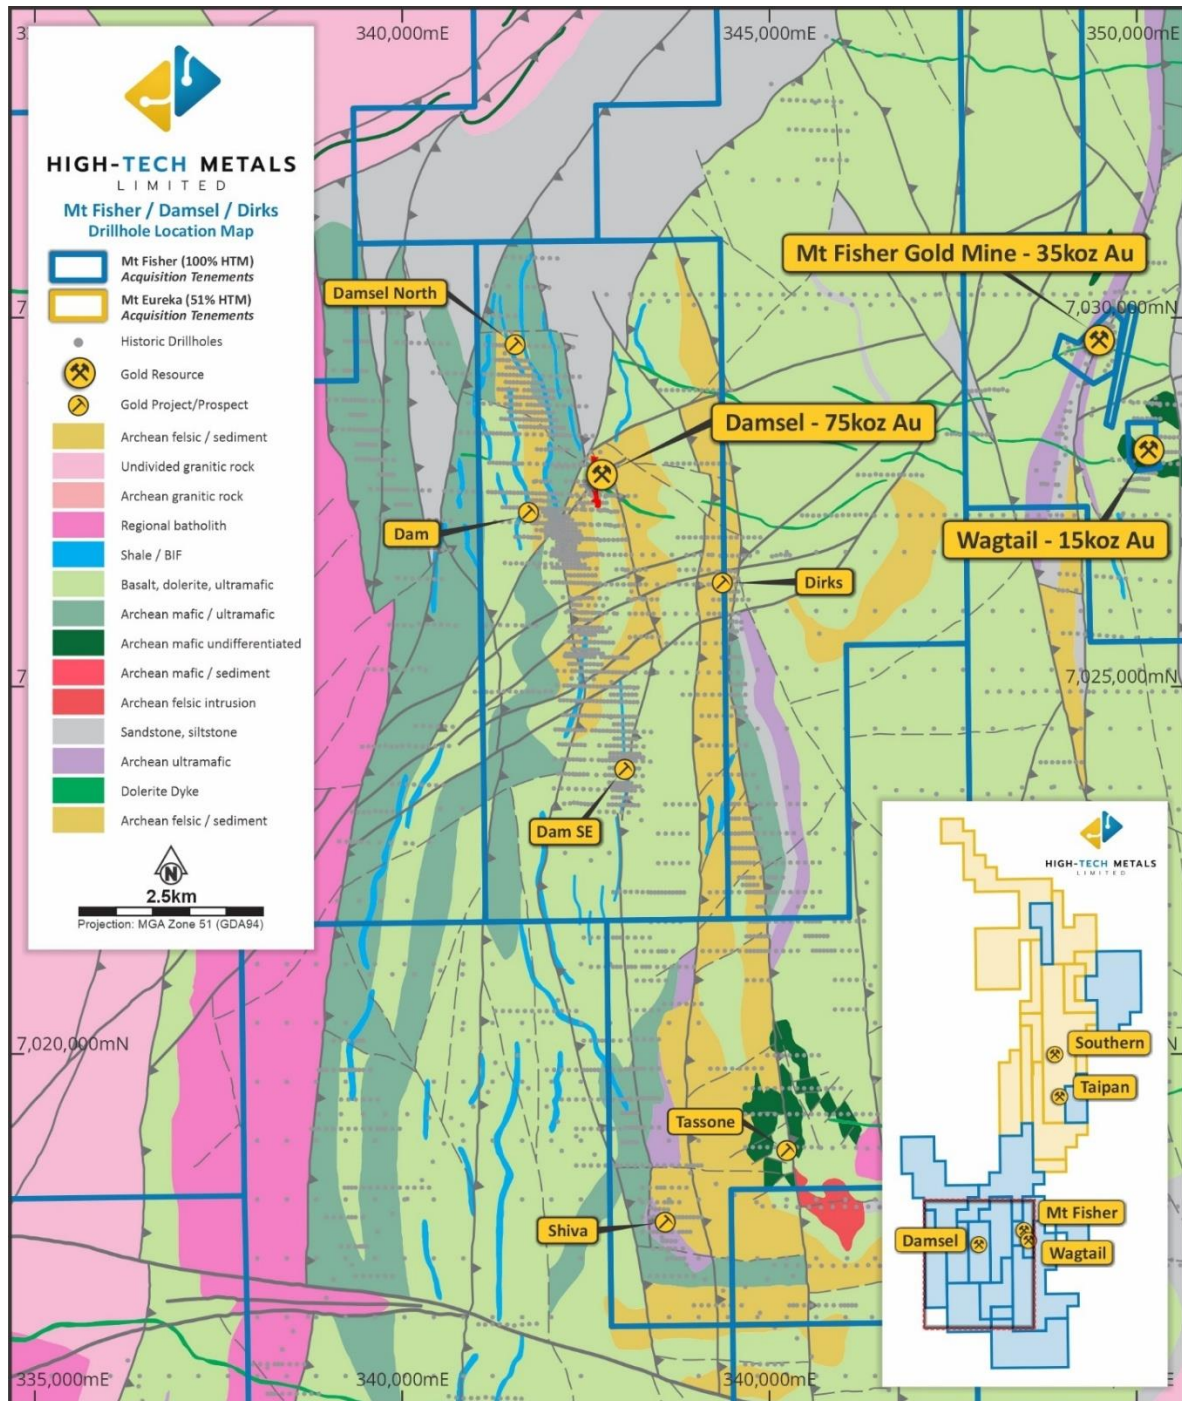 340,000mE
345,000mE
350,000mE
HIGH-TECH METALS
LIMITED
Mt Fisher / Damsel / Dirks
Drillhole Location Map
Mt Fisher (100% HTM)
Acquisition Tenements
Mt Eureka (51% HTM)
Acquisition Tenements
Historic Drillholes
Gold Resource
Gold Project/Prospect
Archean felsic / sediment
Undivided granitic rock
Archean granitic rock
Regional batholith
Shale / BIF
Basalt, dolerite, ultramafic
Archean mafic / ultramafic
Archean mafic undifferentiated
Archean mafic / sediment
Archean felsic intrusion
Sandstone, siltstone
Archean ultramafic
Dolerite Dyke
Archean felsic / sediment
N
2.5km
Projection: MGA Zone 51 (GDA94)
Mt Fisher Gold Mine - 35koz Au
Damsel North
7,030,000mN
Damsel - 75koz Au
Dam
Wagtail - 15koz Au
Dirks
7,025,000mN
Dam SE
HIGH-TECH METALS
LIMITED
7,020,000mN
Southern
Taipan
Tassone
Mt Fisher
Shiva
Damsel
Wagtail
335,000mE
340,000mE
340,000mE